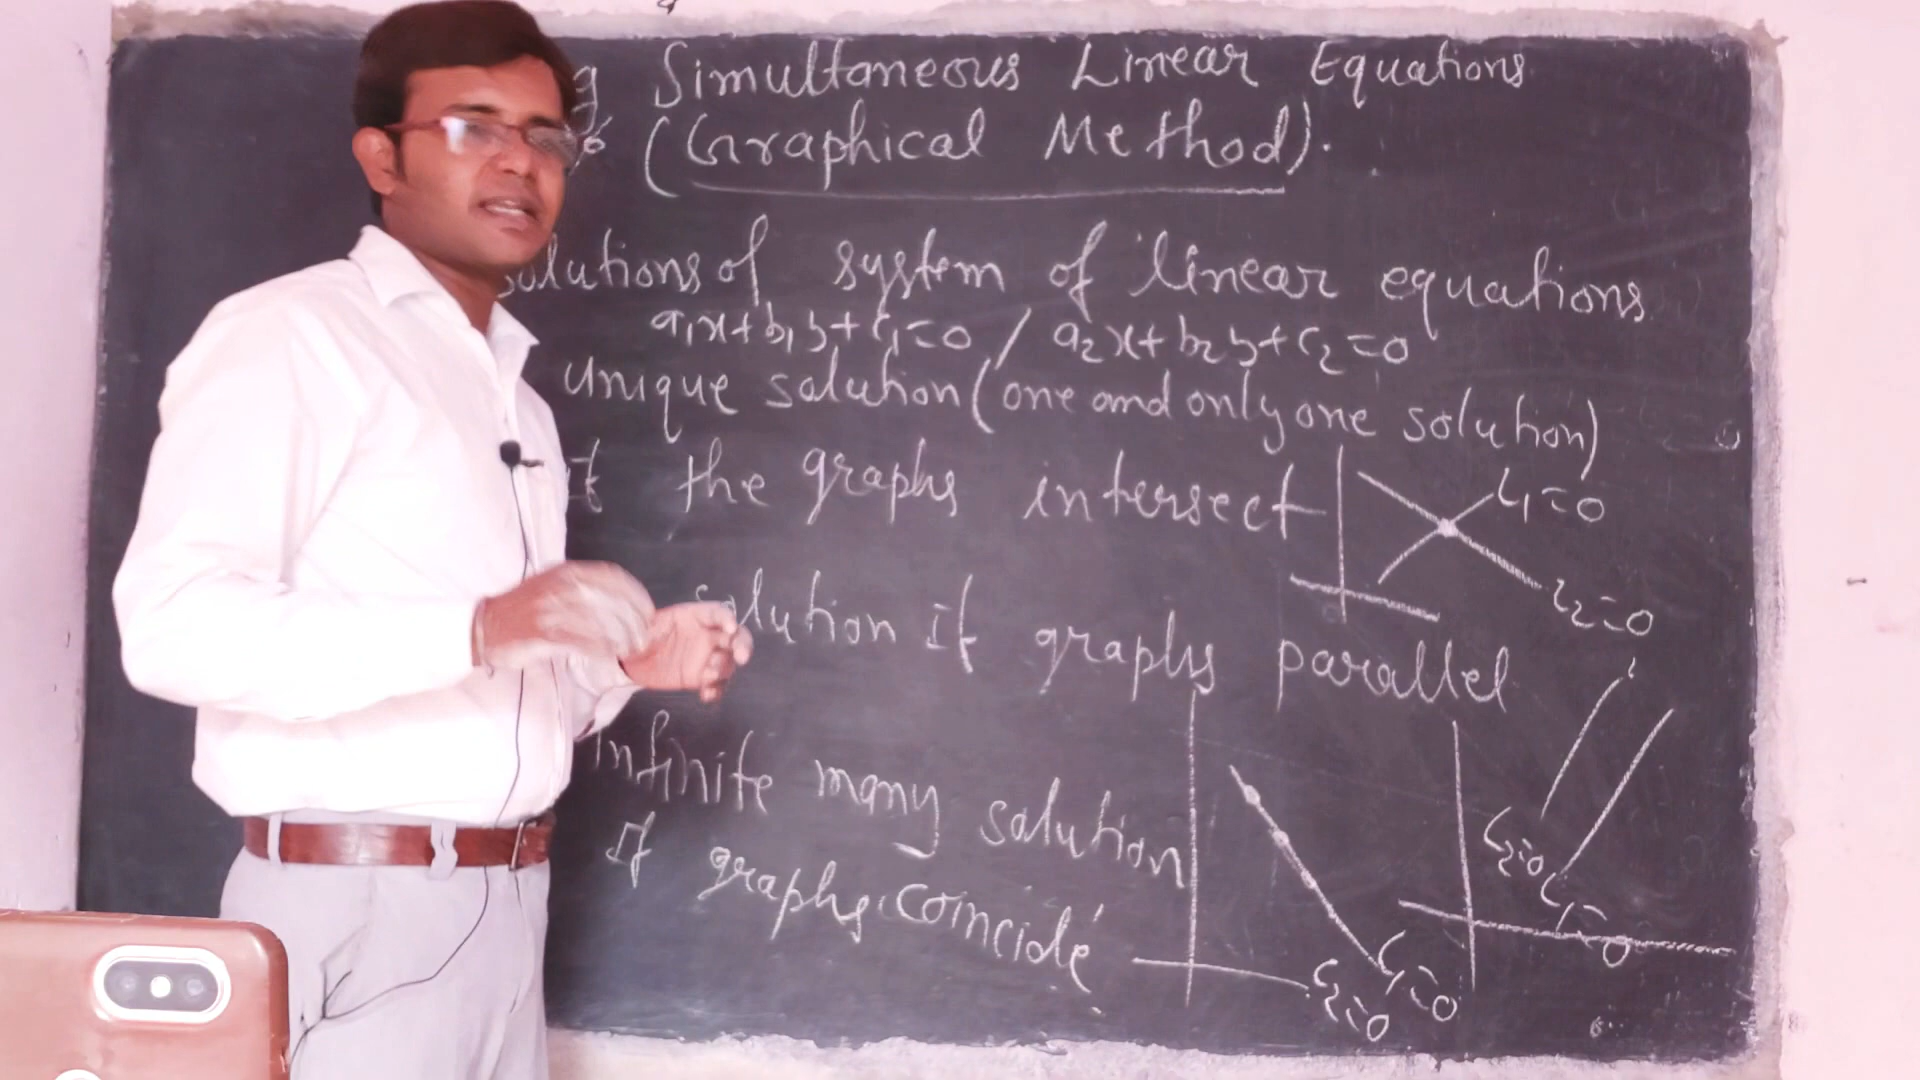 g Simultaneous Linear Equations
(Graphical Method).
solutions of system of linear equations
a₁x+b₁y+c₁=0 / a₂x+b₂y+c₂=0
unique solution (one and only one solution)
If the graphs intersect
L₁=0
L₂=0
solution if graphs parallel
Infinite many solution
If graphs coincide
L₂=0
L₁=0
L₂=0
L₁=0